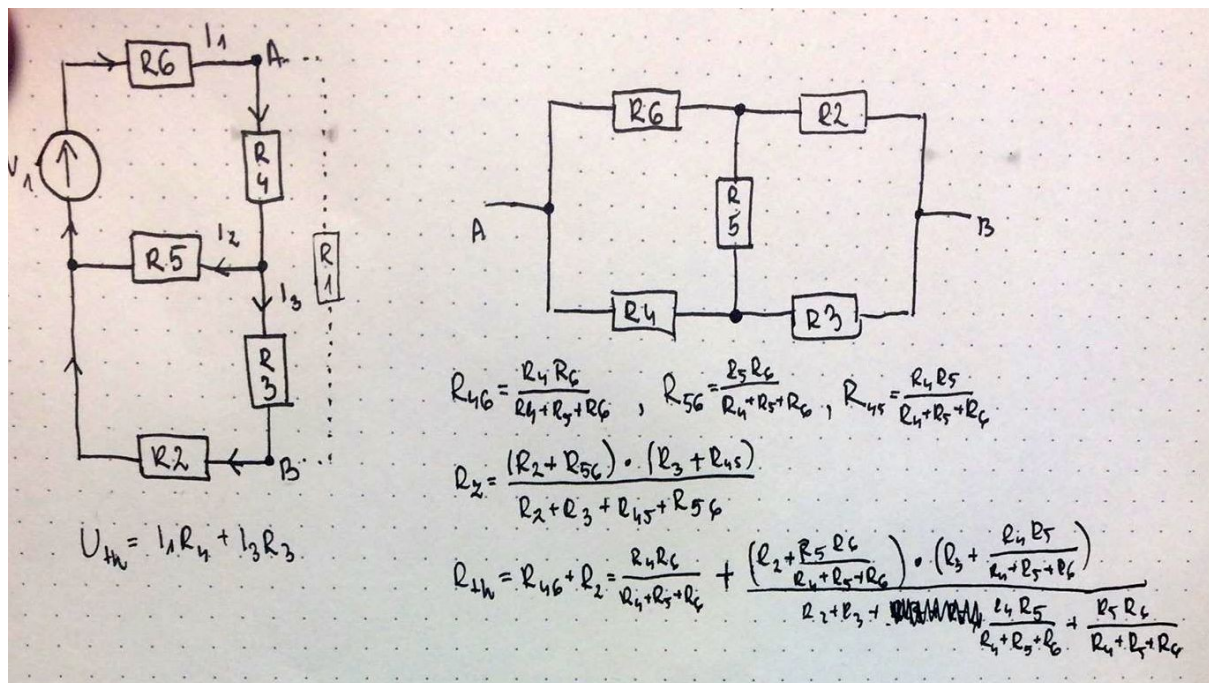 R6 I₁ A
V1
R4
R5 I₂
R1
I₃
R3
R2 B
Uₜₕ = I₁R₄ + I₃R₃
R6 R2
A R5 B
R4 R3
R₄₆ = R₄R₆/(R₄+R₅+R₆) , R₅₆ = R₅R₆/(R₄+R₅+R₆) , R₄₅ = R₄R₅/(R₄+R₅+R₆)
R_z = (R₂+R₅₆)·(R₃+R₄₅)/(R₂+R₃+R₄₅+R₅₆)
Rₜₕ = R₄₆+R_z = R₄R₆/(R₄+R₅+R₆) + (R₂+R₅R₆/(R₄+R₅+R₆))·(R₃+R₄R₅/(R₄+R₅+R₆))/(R₂+R₃+R₄R₅/(R₄+R₅+R₆)+R₅R₆/(R₄+R₅+R₆))